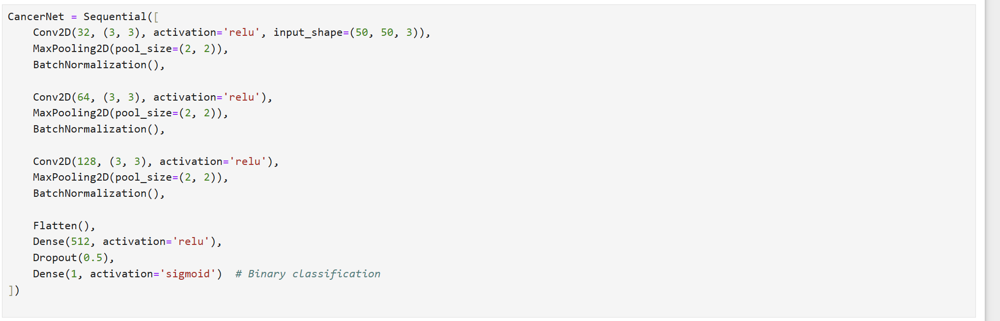 CancerNet = Sequential([
    Conv2D(32, (3, 3), activation='relu', input_shape=(50, 50, 3)),
    MaxPooling2D(pool_size=(2, 2)),
    BatchNormalization(),

    Conv2D(64, (3, 3), activation='relu'),
    MaxPooling2D(pool_size=(2, 2)),
    BatchNormalization(),

    Conv2D(128, (3, 3), activation='relu'),
    MaxPooling2D(pool_size=(2, 2)),
    BatchNormalization(),

    Flatten(),
    Dense(512, activation='relu'),
    Dropout(0.5),
    Dense(1, activation='sigmoid')  # Binary classification
])